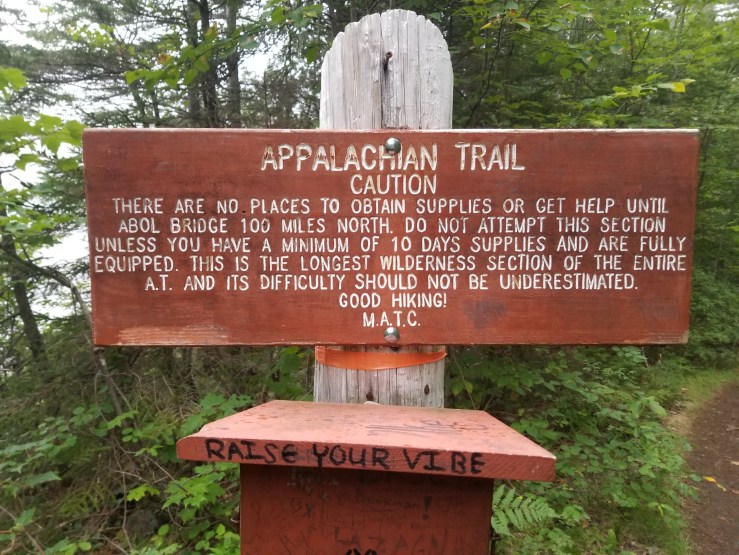 APPALACHIAN TRAIL
CAUTION
THERE ARE NO PLACES TO OBTAIN SUPPLIES OR GET HELP UNTIL
ABOL BRIDGE 100 MILES NORTH. DO NOT ATTEMPT THIS SECTION
UNLESS YOU HAVE A MINIMUM OF 10 DAYS SUPPLIES AND ARE FULLY
EQUIPPED. THIS IS THE LONGEST WILDERNESS SECTION OF THE ENTIRE
A.T. AND ITS DIFFICULTY SHOULD NOT BE UNDERESTIMATED.
GOOD HIKING!
M.A.T.C.
RAISE YOUR VIBE